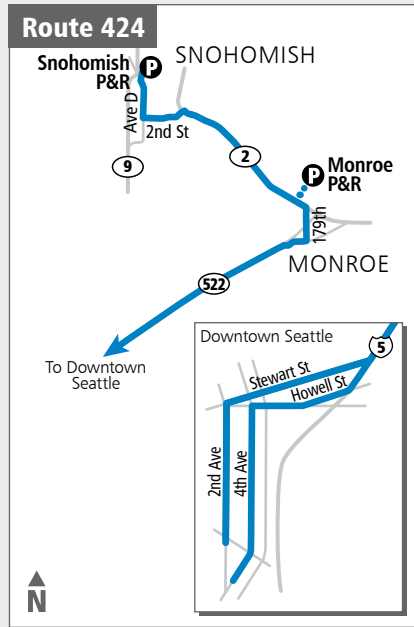 Route 424
SNOHOMISH
Snohomish
P&R
P
Ave D
2nd St
2
9
P
Monroe
P&R
179th
MONROE
522
To Downtown
Seattle
Downtown Seattle
5
Stewart St
Howell St
2nd Ave
4th Ave
N